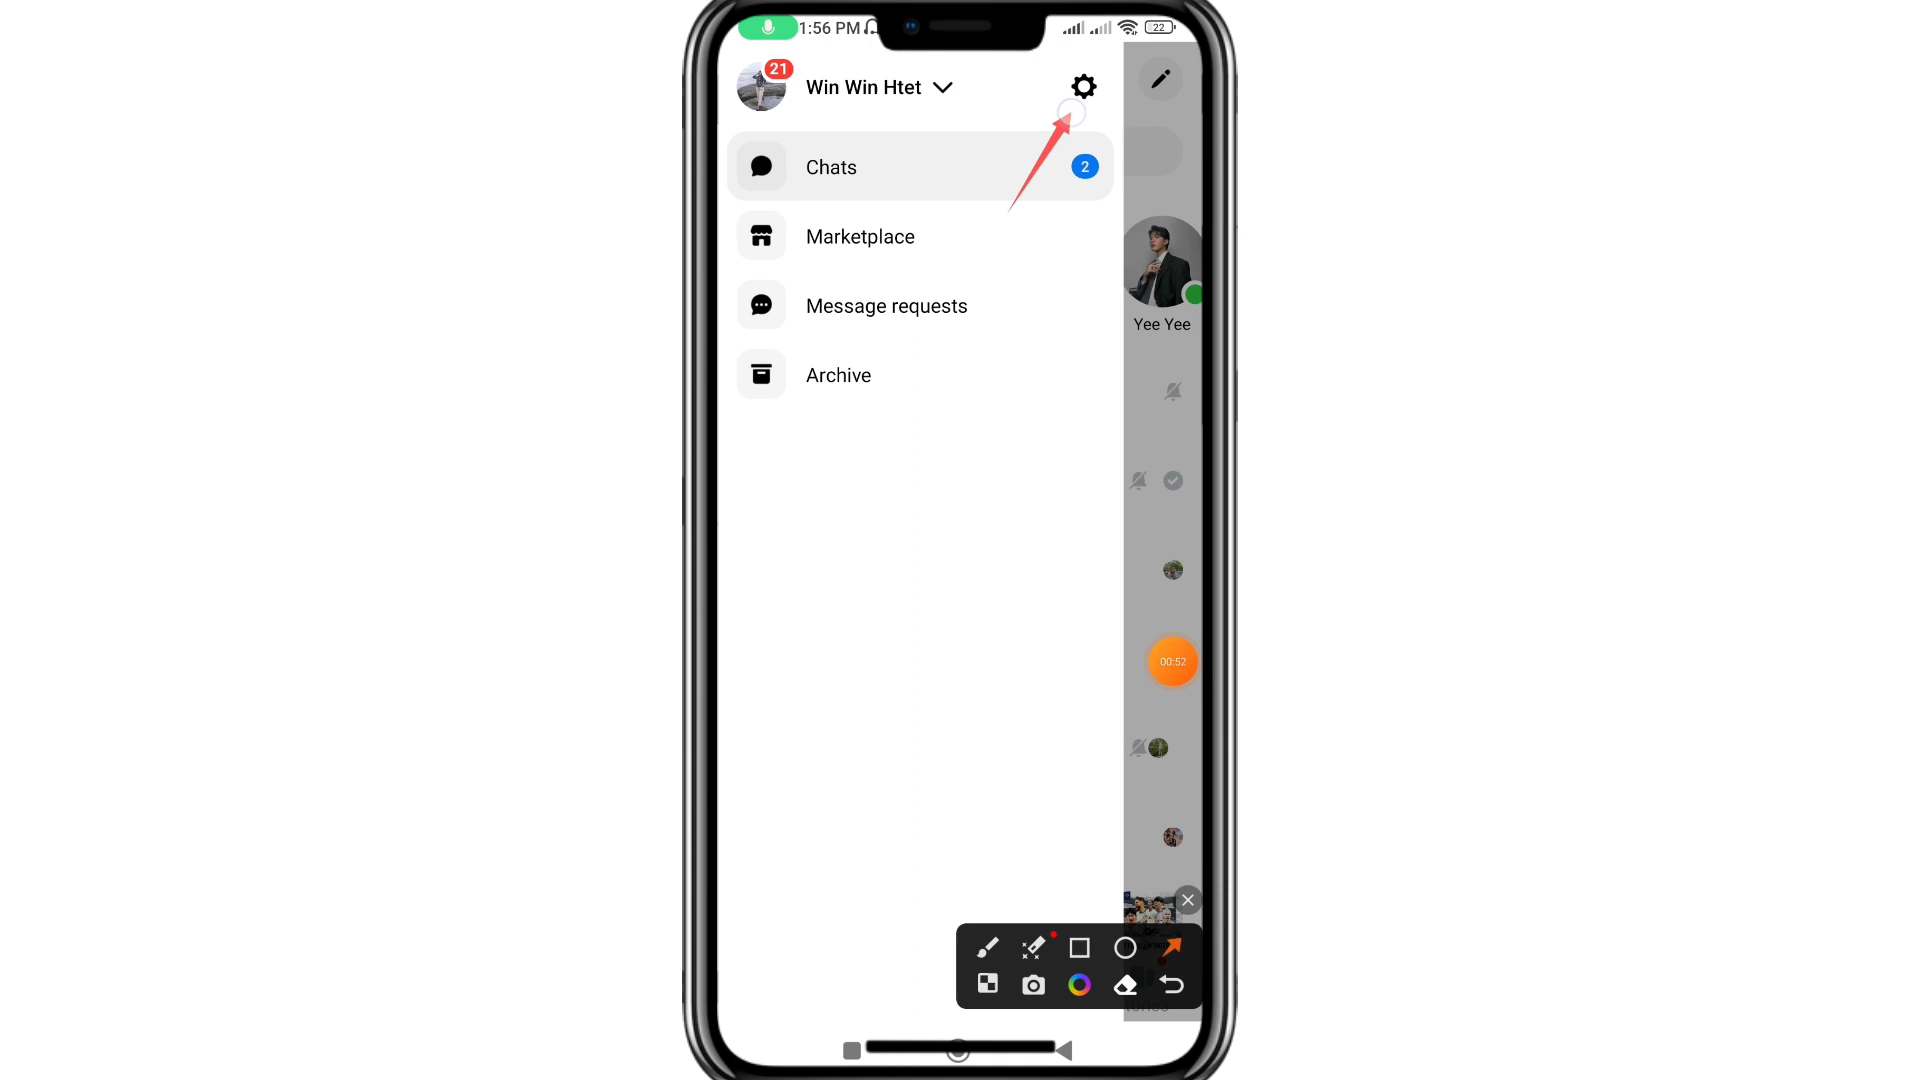 1:56 PM
22
21
Win Win Htet
Chats
2
Marketplace
Message requests
Archive
Yee Yee
00:52